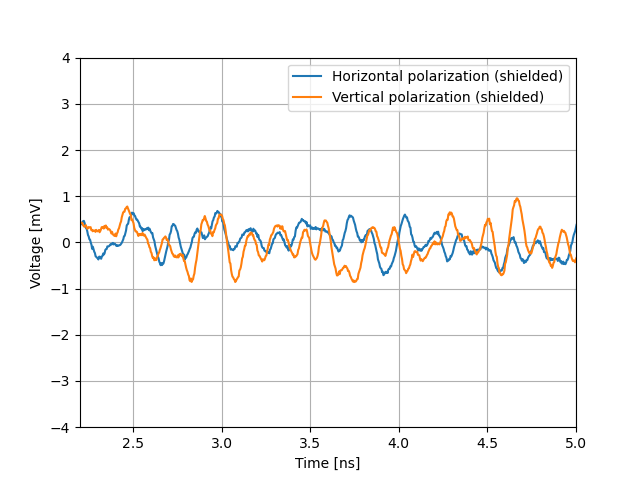 Horizontal polarization (shielded)
Vertical polarization (shielded)
4
3
2
1
0
−1
−2
−3
−4
Voltage [mV]
2.5 3.0 3.5 4.0 4.5 5.0
Time [ns]